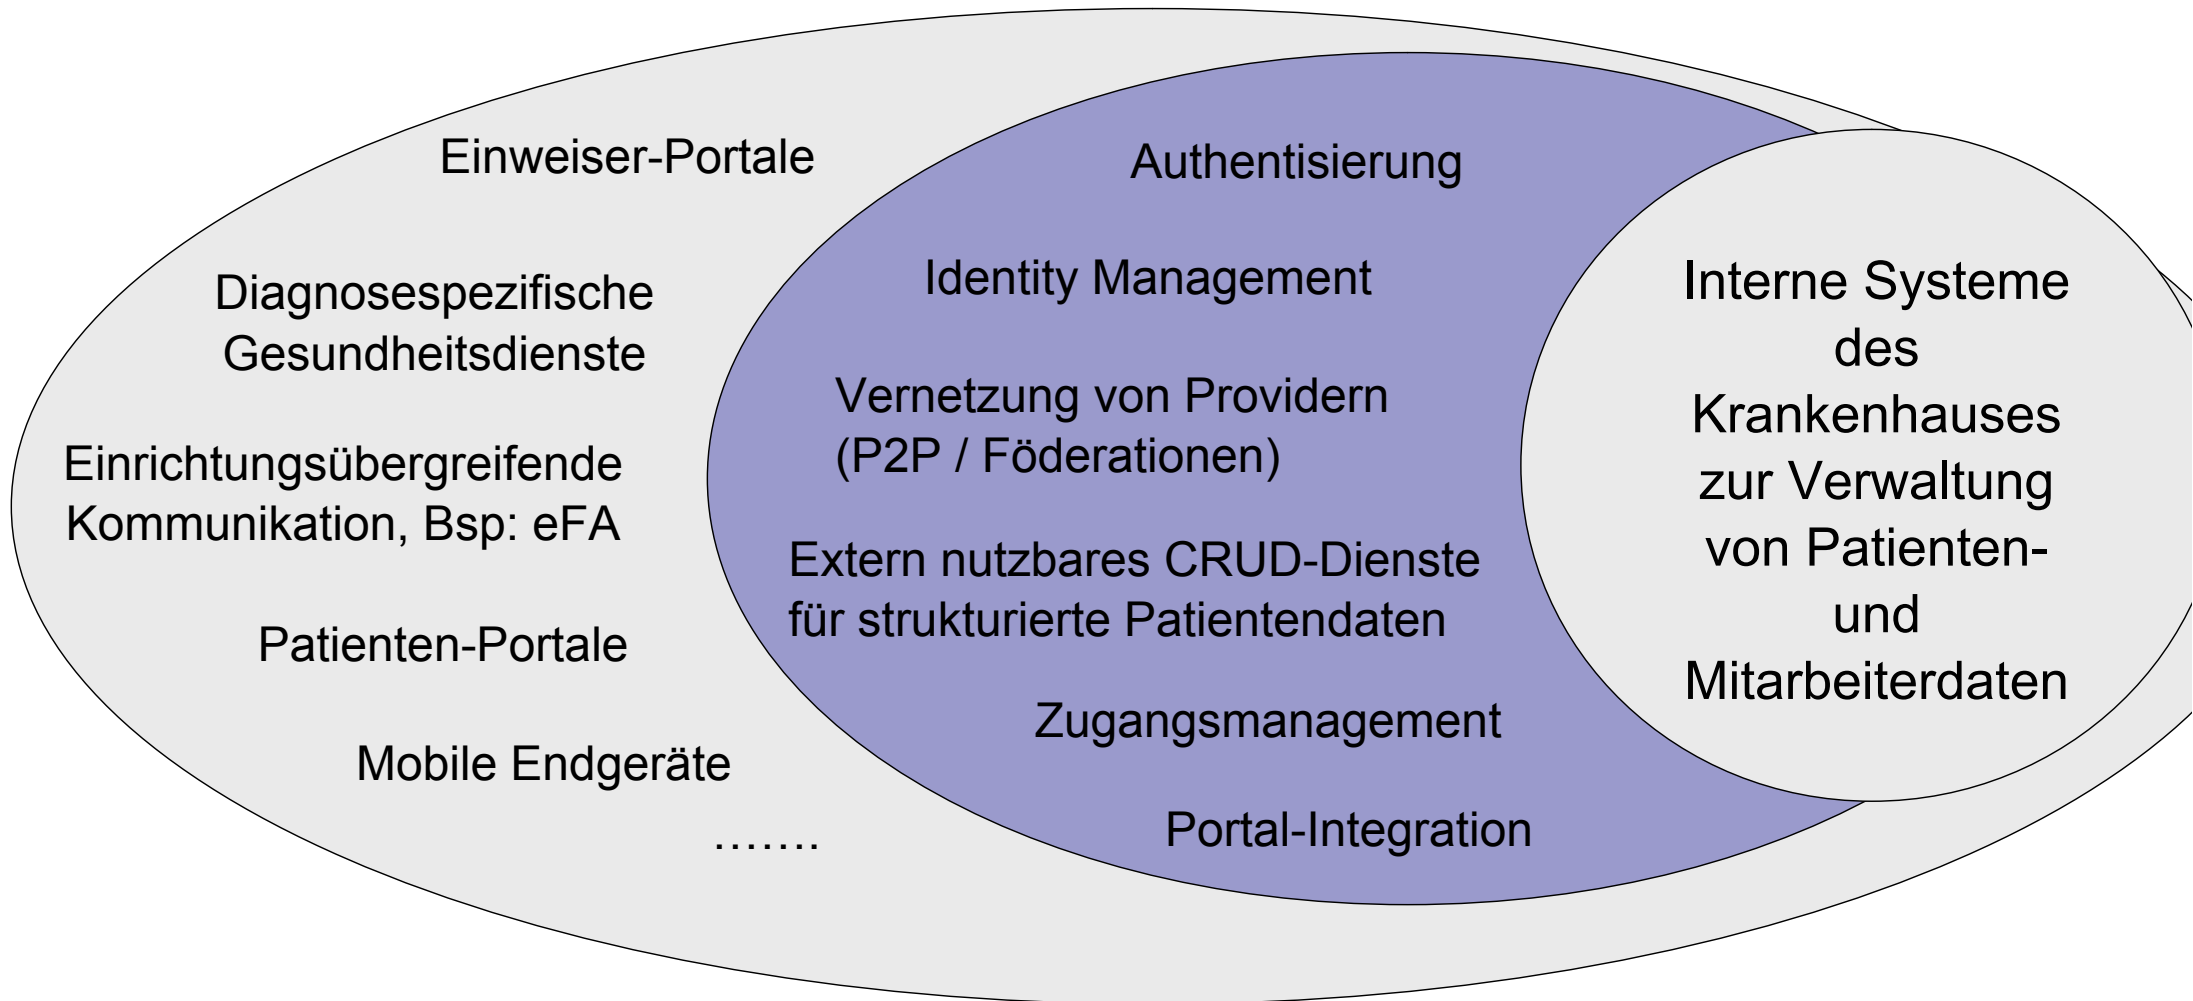 Einweiser-Portale
Diagnosespezifische
Gesundheitsdienste
Einrichtungsübergreifende
Kommunikation, Bsp: eFA
Patienten-Portale
Mobile Endgeräte
…….
Authentisierung
Identity Management
Vernetzung von Providern
(P2P / Föderationen)
Extern nutzbares CRUD-Dienste
für strukturierte Patientendaten
Zugangsmanagement
Portal-Integration
Interne Systeme
des
Krankenhauses
zur Verwaltung
von Patienten-
und
Mitarbeiterdaten